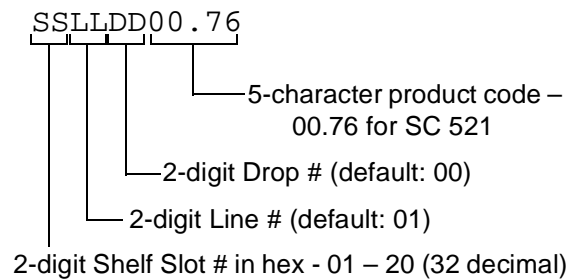 SSLLDD00.76
5-character product code –
00.76 for SC 521
2-digit Drop # (default: 00)
2-digit Line # (default: 01)
2-digit Shelf Slot # in hex - 01 – 20 (32 decimal)